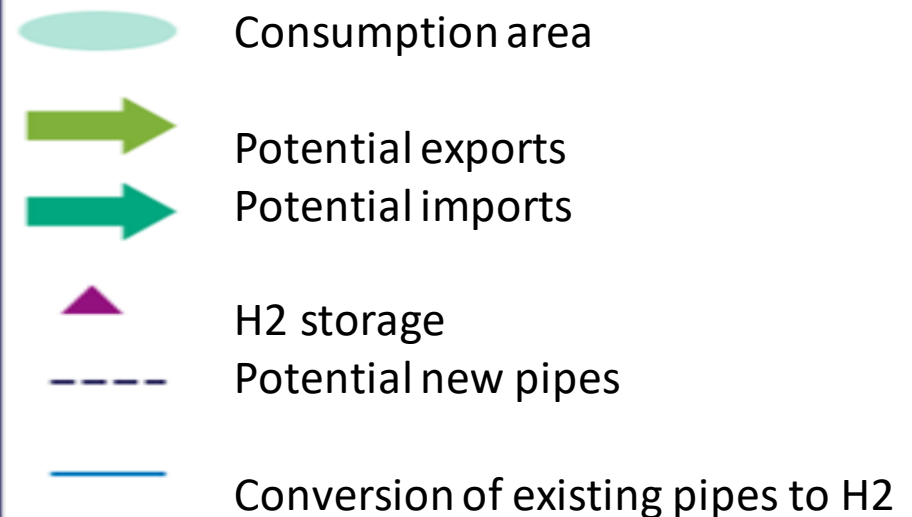 Consumption area
Potential exports
Potential imports
H2 storage
Potential new pipes
Conversion of existing pipes to H2